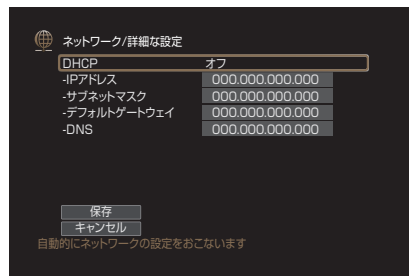 ネットワーク/詳細な設定
DHCP オフ
-IPアドレス 000.000.000.000
-サブネットマスク 000.000.000.000
-デフォルトゲートウェイ 000.000.000.000
-DNS 000.000.000.000
保存
キャンセル
自動的にネットワークの設定をおこないます